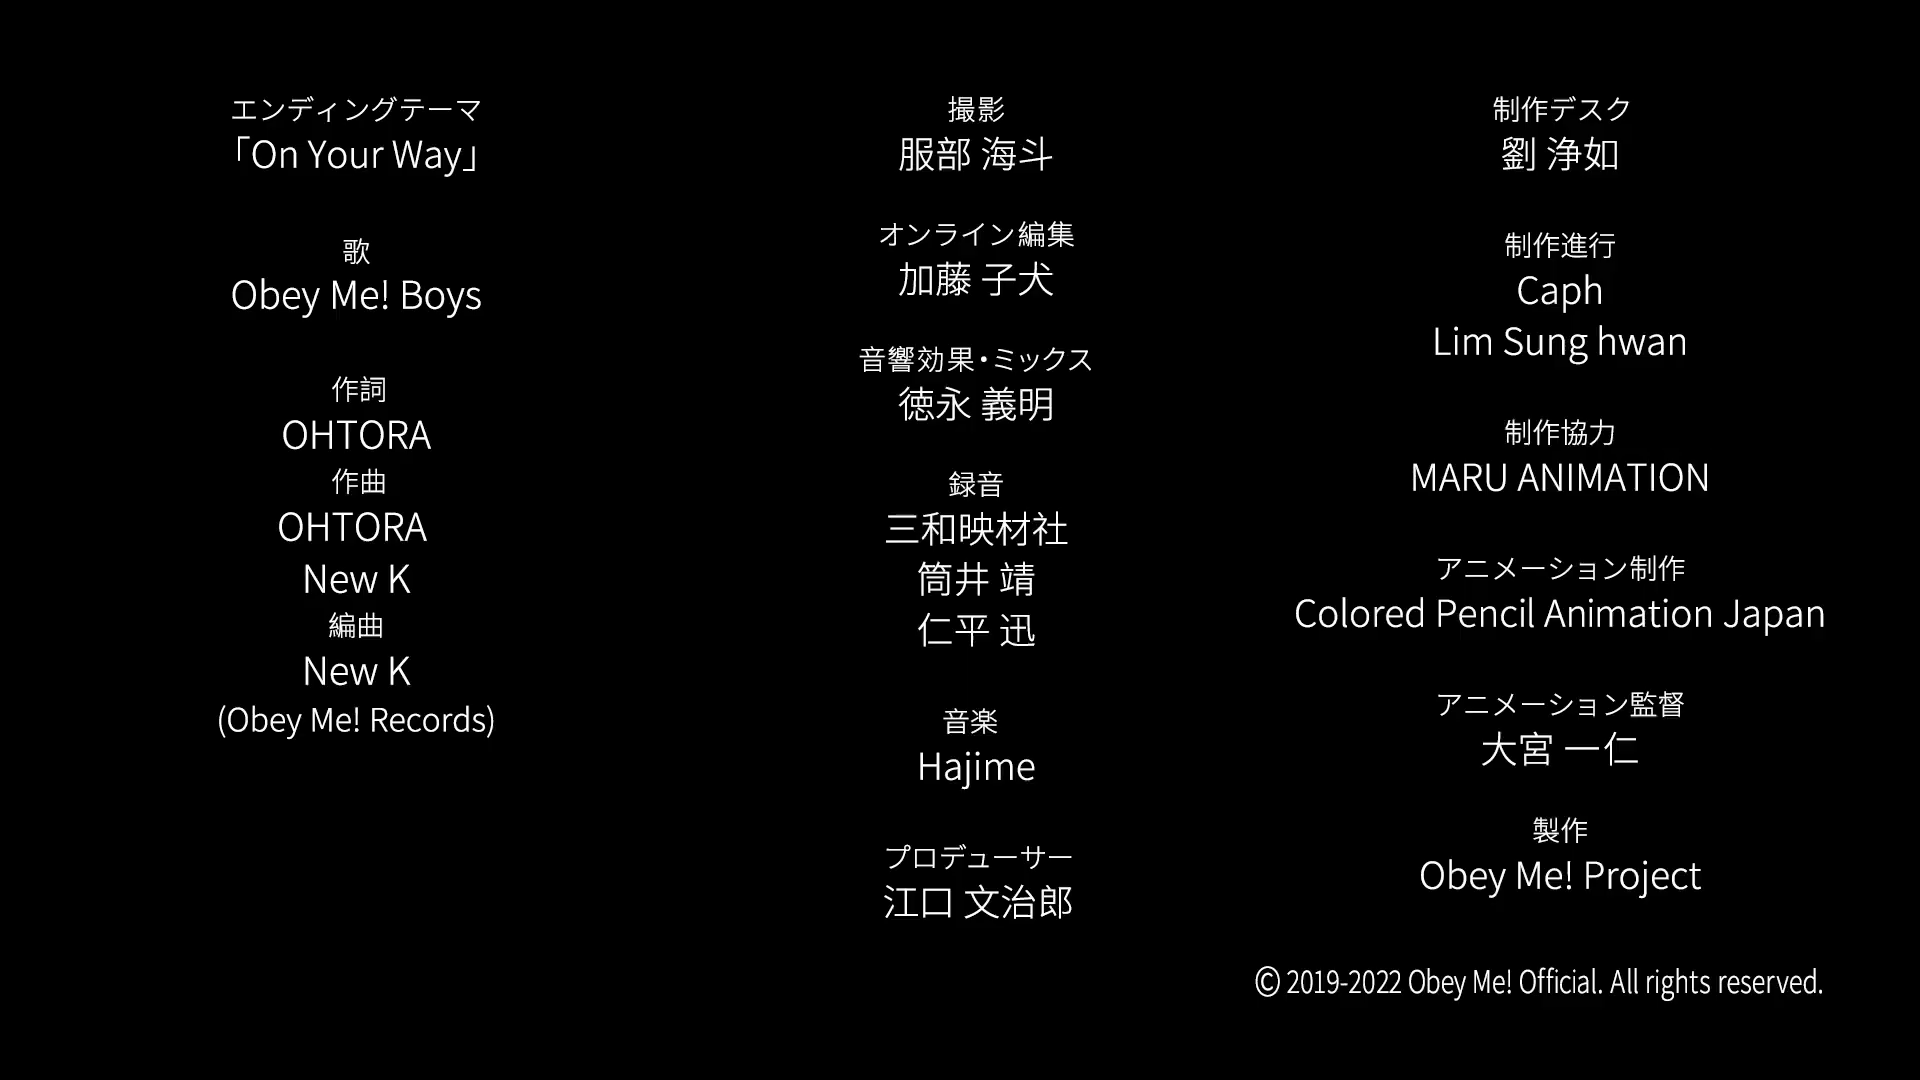 エンディングテーマ
「On Your Way」
歌
Obey Me! Boys
作詞
OHTORA
作曲
OHTORA
New K
編曲
New K
(Obey Me! Records)
撮影
服部 海斗
オンライン編集
加藤 子犬
音響効果・ミックス
徳永 義明
録音
三和映材社
筒井 靖
仁平 迅
音楽
Hajime
プロデューサー
江口 文治郎
制作デスク
劉 浄如
制作進行
Caph
Lim Sung hwan
制作協力
MARU ANIMATION
アニメーション制作
Colored Pencil Animation Japan
アニメーション監督
大宮 一仁
製作
Obey Me! Project
© 2019-2022 Obey Me! Official. All rights reserved.